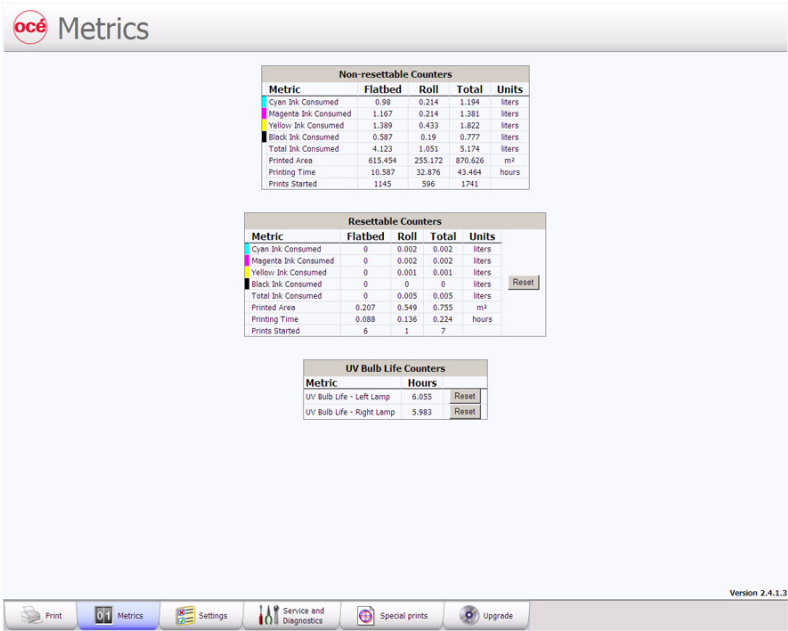 océ Metrics
Non-resettable Counters
Metric Flatbed Roll Total Units
Cyan Ink Consumed 0.98 0.214 1.194 liters
Magenta Ink Consumed 1.167 0.214 1.381 liters
Yellow Ink Consumed 1.389 0.433 1.822 liters
Black Ink Consumed 0.587 0.19 0.777 liters
Total Ink Consumed 4.123 1.051 5.174 liters
Printed Area 615.454 255.172 870.626 m²
Printing Time 10.587 32.876 43.464 hours
Prints Started 1145 596 1741
Resettable Counters
Metric Flatbed Roll Total Units
Cyan Ink Consumed 0 0.002 0.002 liters
Magenta Ink Consumed 0 0.002 0.002 liters
Yellow Ink Consumed 0 0.001 0.001 liters
Black Ink Consumed 0 0 0 liters Reset
Total Ink Consumed 0 0.005 0.005 liters
Printed Area 0.207 0.549 0.755 m²
Printing Time 0.088 0.136 0.224 hours
Prints Started 6 1 7
UV Bulb Life Counters
Metric Hours
UV Bulb Life - Left Lamp 6.055 Reset
UV Bulb Life - Right Lamp 5.983 Reset
Version 2.4.1.3
Print 01 Metrics Settings Service and Diagnostics Special prints Upgrade